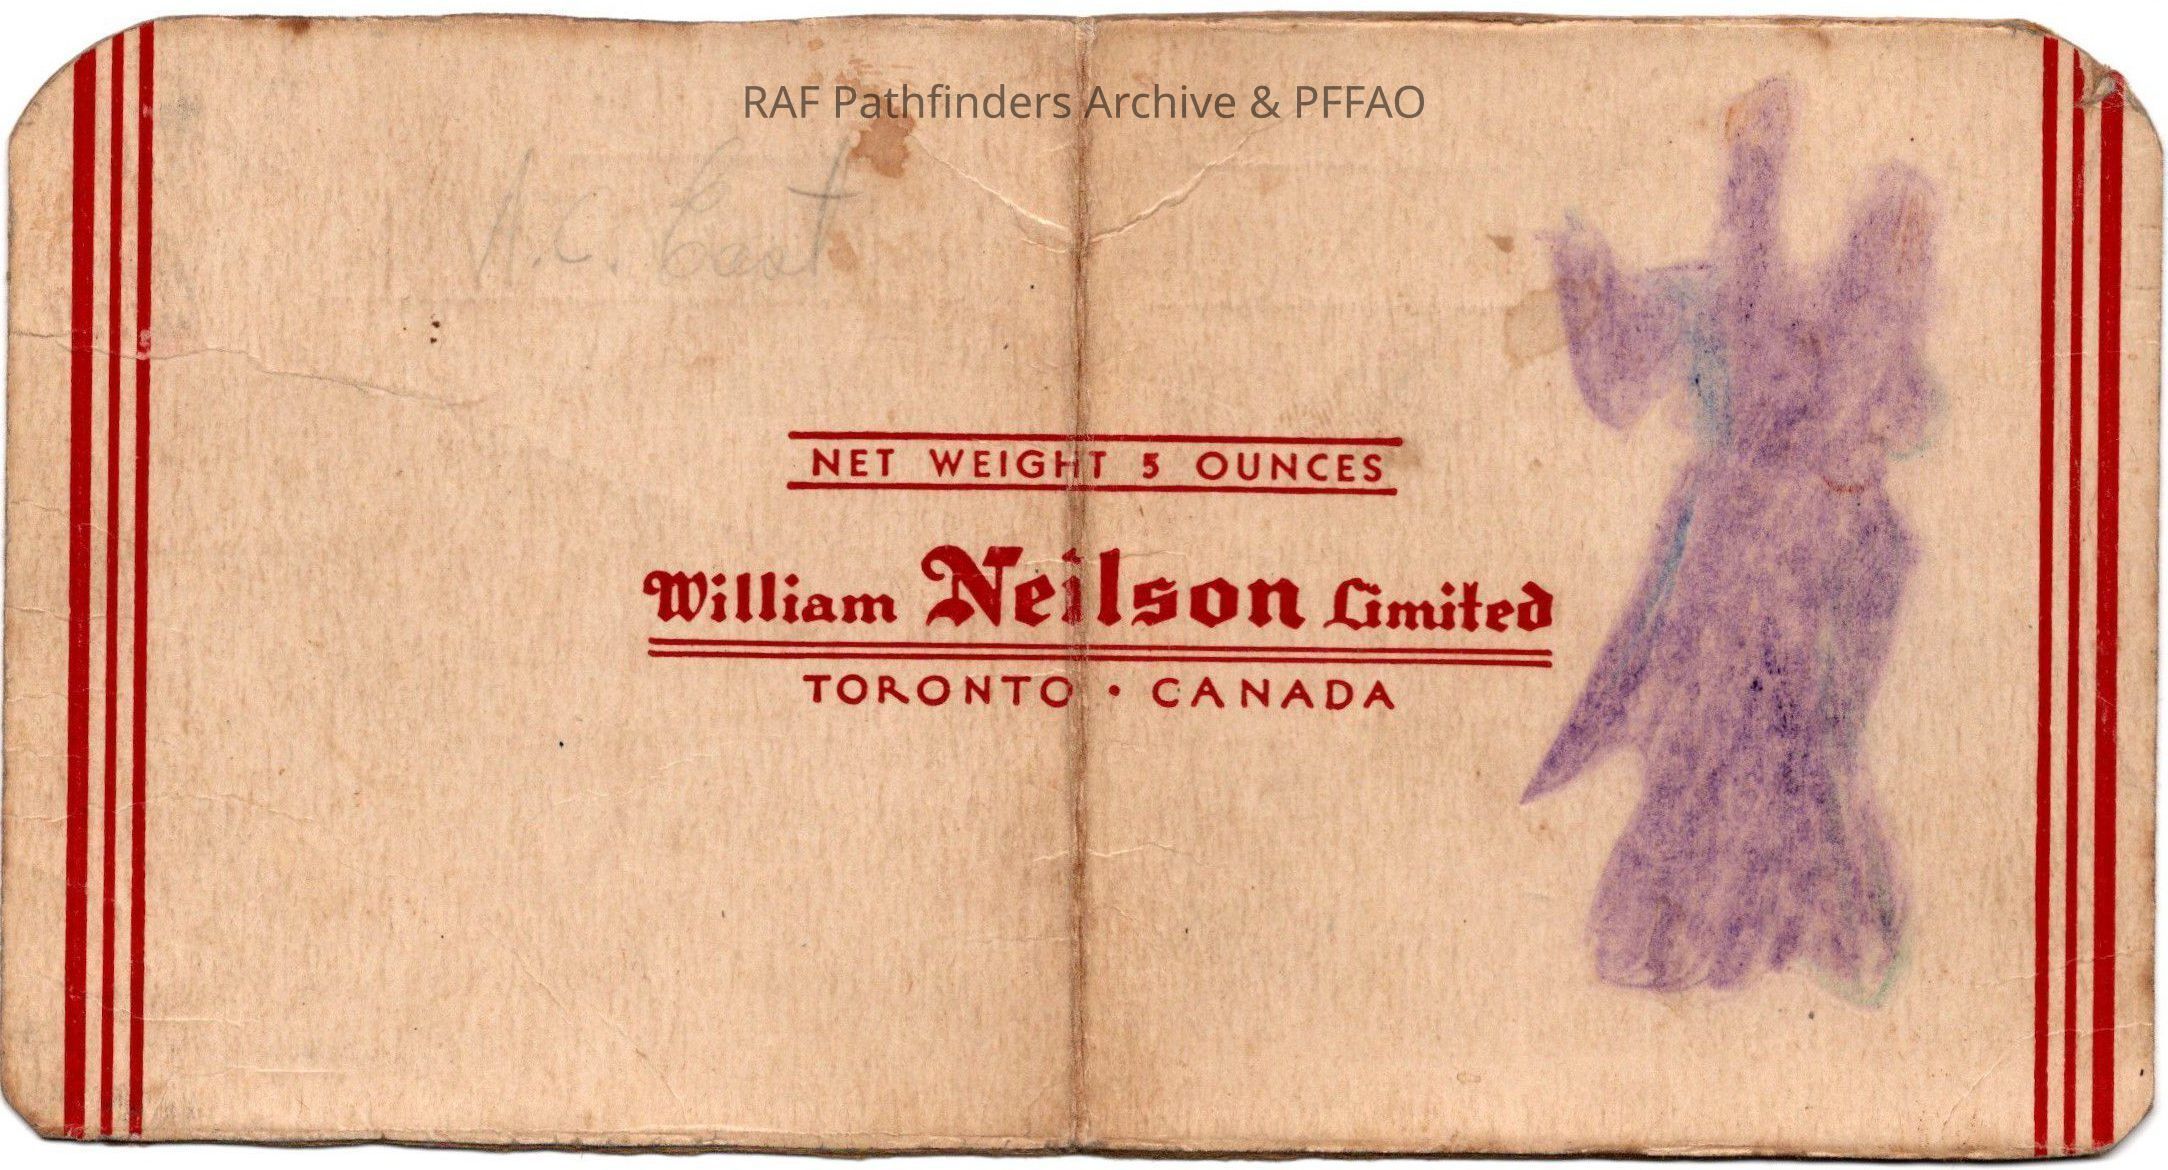 RAF Pathfinders Archive & PFFAO
A.C. East
NET WEIGHT 5 OUNCES
William Neilson Limited
TORONTO • CANADA